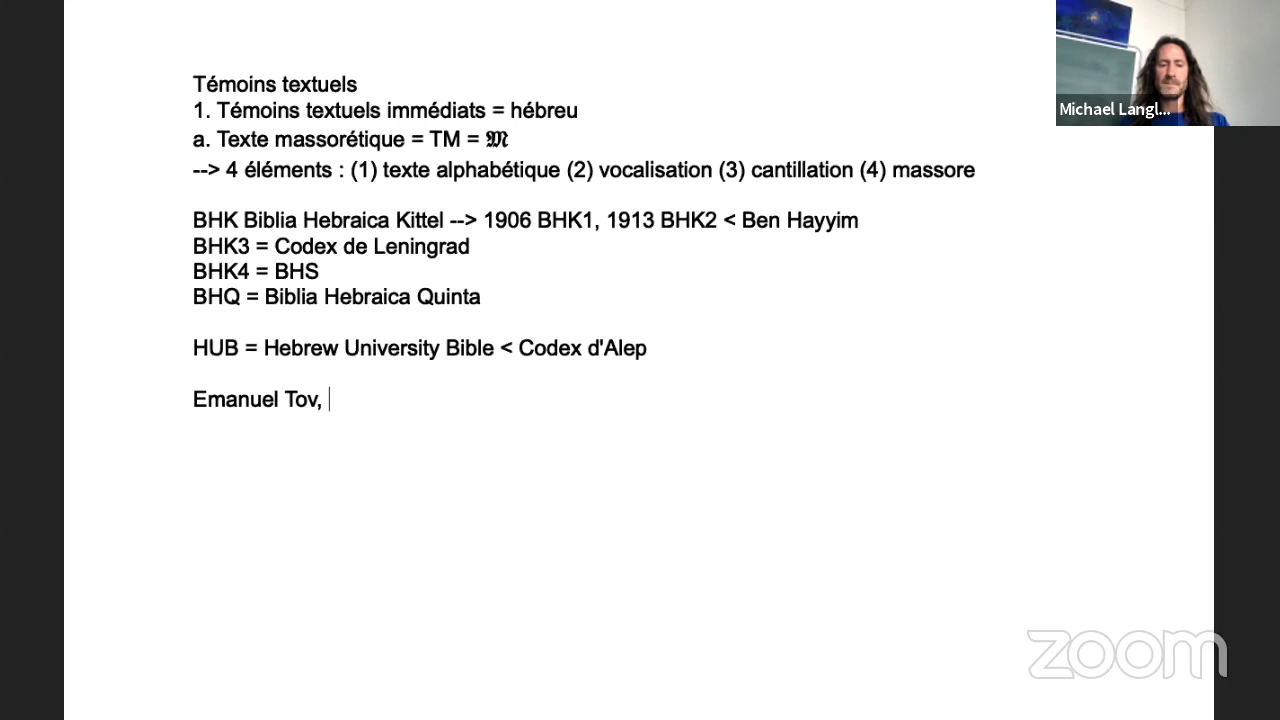 Témoins textuels
1. Témoins textuels immédiats = hébreu
a. Texte massorétique = TM = 𝕸
--> 4 éléments : (1) texte alphabétique (2) vocalisation (3) cantillation (4) massore
BHK Biblia Hebraica Kittel --> 1906 BHK1, 1913 BHK2 < Ben Hayyim
BHK3 = Codex de Leningrad
BHK4 = BHS
BHQ = Biblia Hebraica Quinta
HUB = Hebrew University Bible < Codex d'Alep
Emanuel Tov,
Michael Langl...
zoom